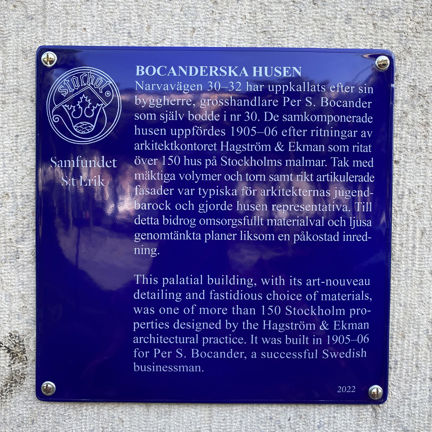 Stochol
Samfundet
S:t Erik
BOCANDERSKA HUSEN
Narvavägen 30–32 har uppkallats efter sin
byggherre, grosshandlare Per S. Bocander
som själv bodde i nr 30. De samkomponerade
husen uppfördes 1905–06 efter ritningar av
arkitektkontoret Hagström & Ekman som ritat
över 150 hus på Stockholms malmar. Tak med
mäktiga volymer och torn samt rikt artikulerade
fasader var typiska för arkitekternas jugend-
barock och gjorde husen representativa. Till
detta bidrog omsorgsfullt materialval och ljusa
genomtänkta planer liksom en påkostad inred-
ning.
This palatial building, with its art-nouveau
detailing and fastidious choice of materials,
was one of more than 150 Stockholm pro-
perties designed by the Hagström & Ekman
architectural practice. It was built in 1905–06
for Per S. Bocander, a successful Swedish
businessman.
2022